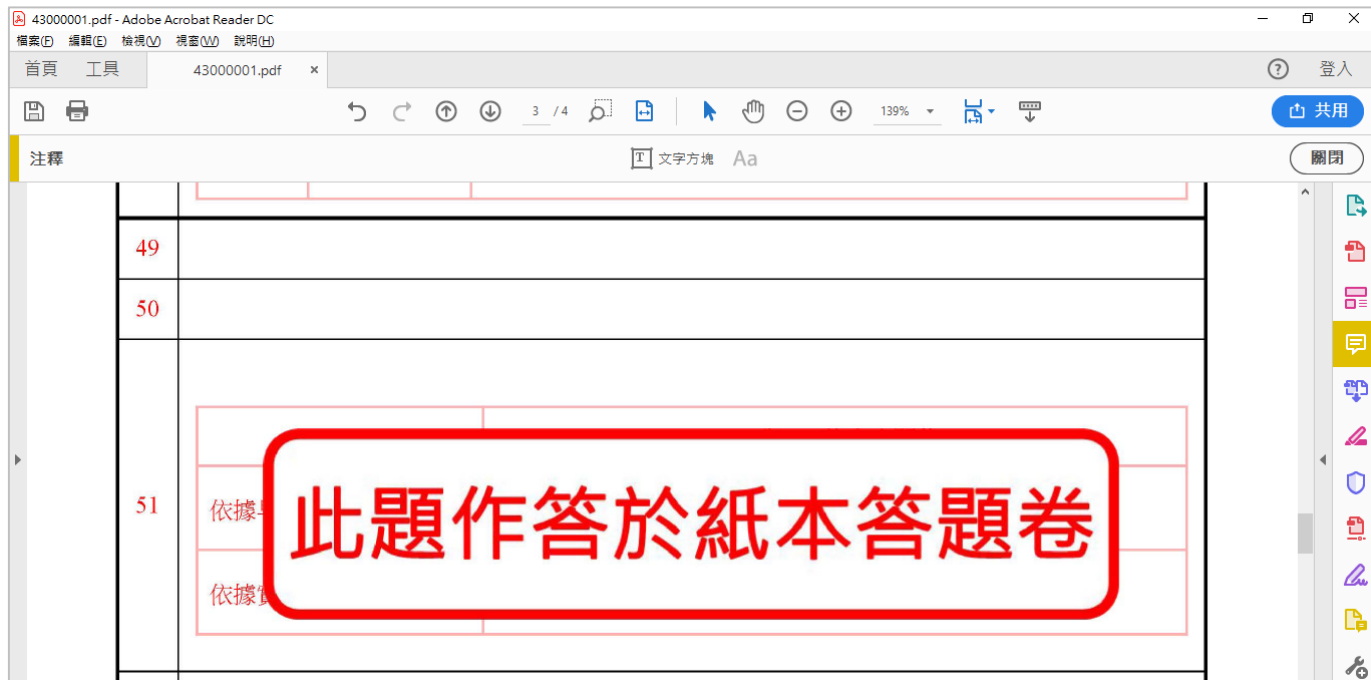 43000001.pdf - Adobe Acrobat Reader DC
檔案(F) 編輯(E) 檢視(V) 視窗(W) 說明(H)
首頁 工具 43000001.pdf × ? 登入
3 / 4 139% 共用
注釋 T 文字方塊 Aa 關閉
49
50
51
依據
此題作答於紙本答題卷
依據